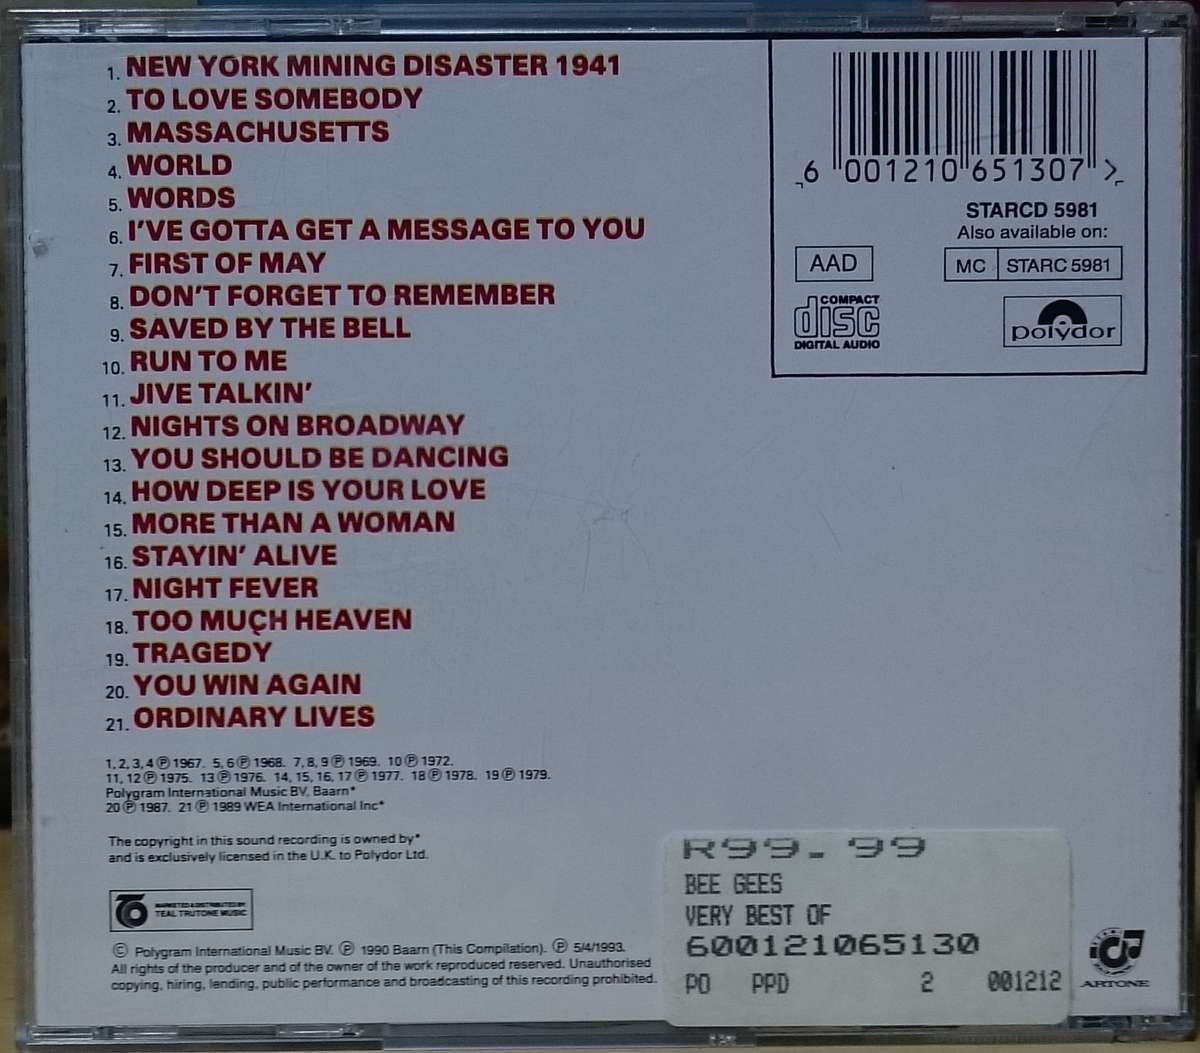 1. NEW YORK MINING DISASTER 1941
2. TO LOVE SOMEBODY
3. MASSACHUSETTS
4. WORLD
5. WORDS
6. I'VE GOTTA GET A MESSAGE TO YOU
7. FIRST OF MAY
8. DON'T FORGET TO REMEMBER
9. SAVED BY THE BELL
10. RUN TO ME
11. JIVE TALKIN'
12. NIGHTS ON BROADWAY
13. YOU SHOULD BE DANCING
14. HOW DEEP IS YOUR LOVE
15. MORE THAN A WOMAN
16. STAYIN' ALIVE
17. NIGHT FEVER
18. TOO MUCH HEAVEN
19. TRAGEDY
20. YOU WIN AGAIN
21. ORDINARY LIVES
6 001210 651307 >
STARCD 5981
Also available on:
AAD
MC STARC 5981
COMPACT
disc
DIGITAL AUDIO
polydor
1, 2, 3, 4 ℗ 1967. 5, 6 ℗ 1968. 7, 8, 9 ℗ 1969. 10 ℗ 1972.
11, 12 ℗ 1975. 13 ℗ 1976. 14, 15, 16, 17 ℗ 1977. 18 ℗ 1978. 19 ℗ 1979.
Polygram International Music BV, Baarn*
20 ℗ 1987. 21 ℗ 1989 WEA International Inc*
The copyright in this sound recording is owned by*
and is exclusively licensed in the U.K. to Polydor Ltd.
MARKETED & DISTRIBUTED BY
TEAL TRUTONE MUSIC
© Polygram International Music BV. ℗ 1990 Baarn (This Compilation). ℗ 5/4/1993.
All rights of the producer and of the owner of the work reproduced reserved. Unauthorised
copying, hiring, lending, public performance and broadcasting of this recording prohibited.
R99.99
BEE GEES
VERY BEST OF
600121065130
PO PPD 2 001212
ARTONE